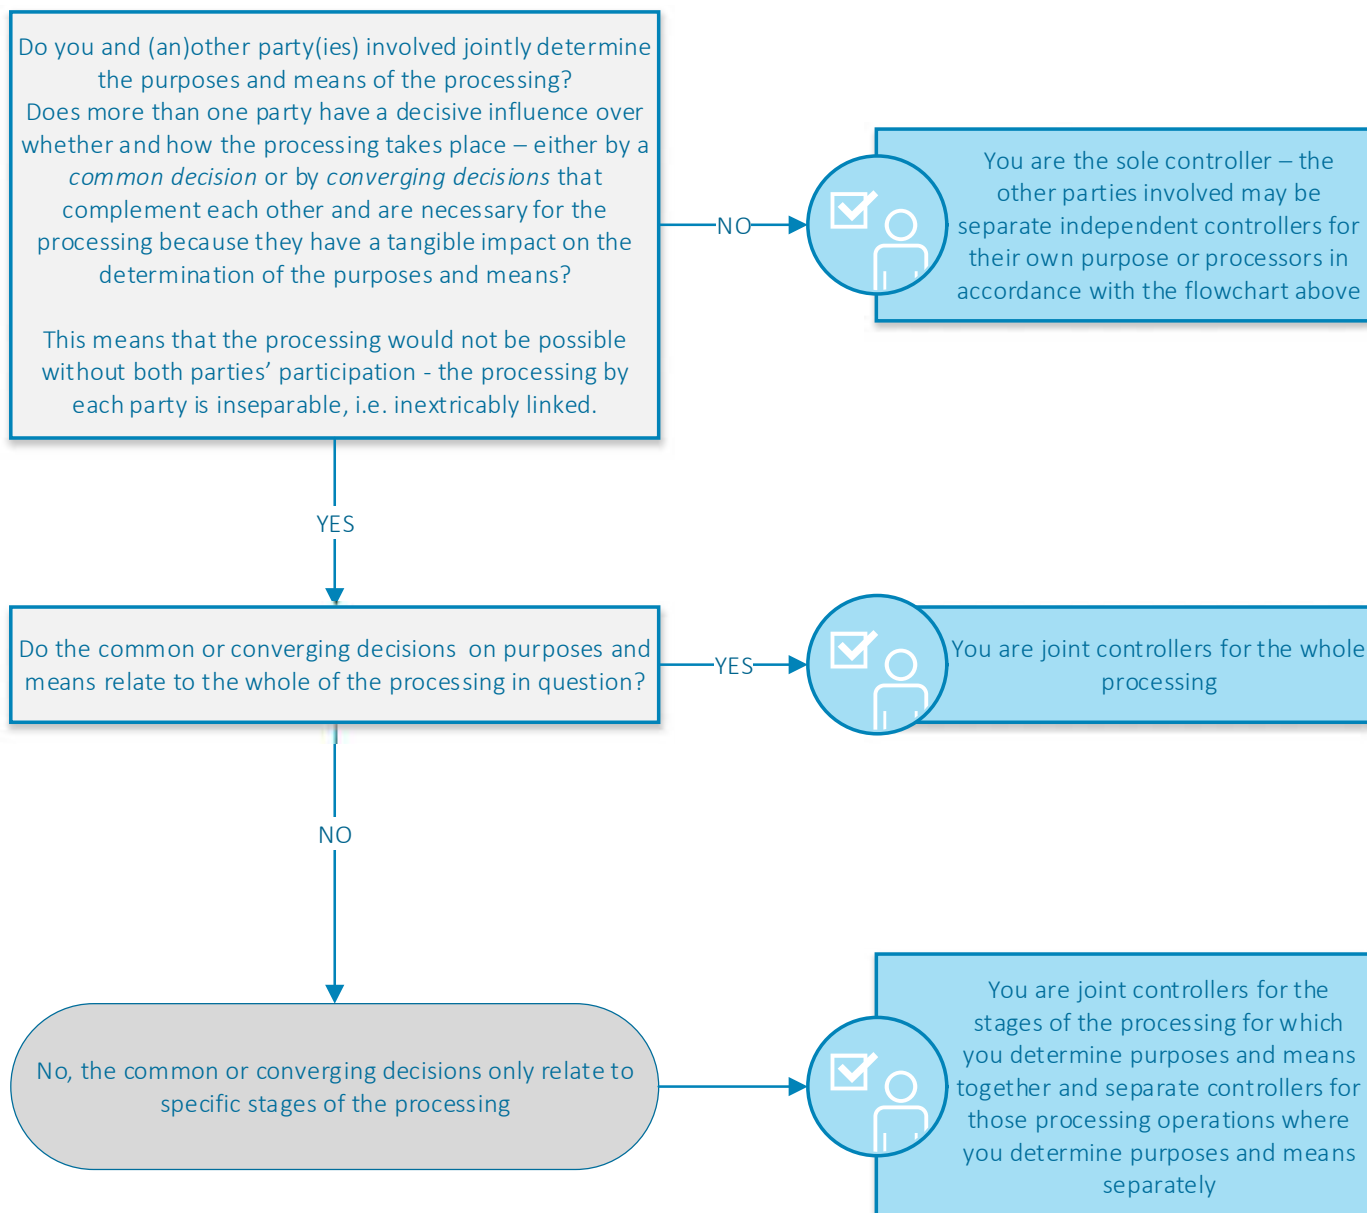 Do you and (an)other party(ies) involved jointly determine
the purposes and means of the processing?
Does more than one party have a decisive influence over
whether and how the processing takes place – either by a
common decision or by converging decisions that
complement each other and are necessary for the
processing because they have a tangible impact on the
determination of the purposes and means?
This means that the processing would not be possible
without both parties’ participation - the processing by
each party is inseparable, i.e. inextricably linked.
NO
You are the sole controller – the
other parties involved may be
separate independent controllers for
their own purpose or processors in
accordance with the flowchart above
YES
Do the common or converging decisions on purposes and
means relate to the whole of the processing in question?
YES
You are joint controllers for the whole
processing
NO
No, the common or converging decisions only relate to
specific stages of the processing
You are joint controllers for the
stages of the processing for which
you determine purposes and means
together and separate controllers for
those processing operations where
you determine purposes and means
separately